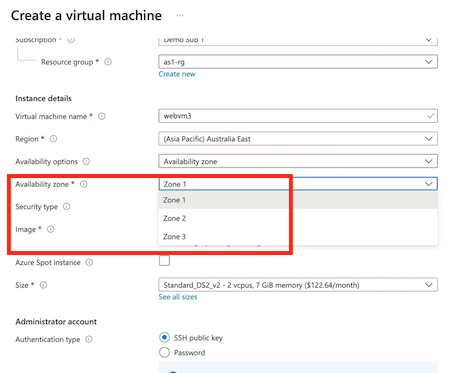 Create a virtual machine ...
Subscription * Demo Sub 1
Resource group * as1-rg
Create new
Instance details
Virtual machine name * webvm3
Region * (Asia Pacific) Australia East
Availability options Availability zone
Availability zone * Zone 1
Zone 1
Security type
Zone 2
Image *
Zone 3
Azure Spot instance
Size * Standard_DS2_v2 - 2 vcpus, 7 GiB memory ($122.64/month)
See all sizes
Administrator account
Authentication type SSH public key
Password